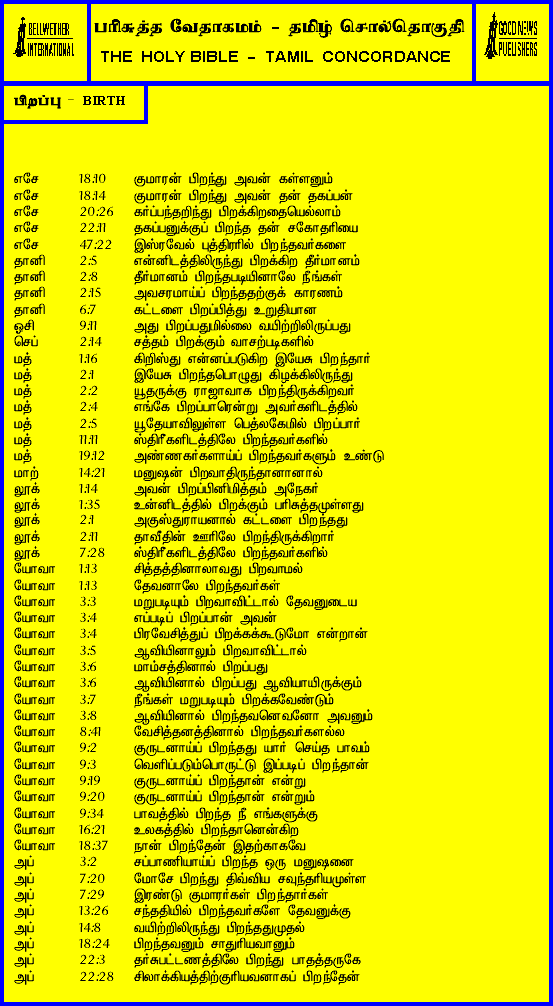 BELLWETHER
INTERNATIONAL
பரிசுத்த வேதாகமம் - தமிழ் சொல்தொகுதி
THE HOLY BIBLE - TAMIL CONCORDANCE
GOOD NEWS
PUBLISHERS
பிறப்பு - BIRTH
எசே 18:10 குமாரன் பிறந்து அவன் கள்ளனும்
எசே 18:14 குமாரன் பிறந்து அவன் தன் தகப்பன்
எசே 20:26 கர்ப்பந்தறிந்து பிறக்கிறதையெல்லாம்
எசே 22:11 தகப்பனுக்குப் பிறந்த தன் சகோதரியை
எசே 47:22 இஸ்ரவேல் புத்திரரில் பிறந்தவர்களை
தானி 2:5 என்னிடத்திலிருந்து பிறக்கிற தீர்மானம்
தானி 2:8 தீர்மானம் பிறந்தபடியினாலே நீங்கள்
தானி 2:15 அவசரமாய்ப் பிறந்ததற்குக் காரணம்
தானி 6:7 கட்டளை பிறப்பித்து உறுதியான
ஓசி 9:11 அது பிறப்பதுமில்லை வயிற்றிலிருப்பது
செப் 2:14 சத்தம் பிறக்கும் வாசற்படிகளில்
மத் 1:16 கிறிஸ்து என்னப்படுகிற இயேசு பிறந்தார்
மத் 2:1 இயேசு பிறந்தபொழுது கிழக்கிலிருந்து
மத் 2:2 யூதருக்கு ராஜாவாக பிறந்திருக்கிறவர்
மத் 2:4 எங்கே பிறப்பாரென்று அவர்களிடத்தில்
மத் 2:5 யூதேயாவிலுள்ள பெத்லகேமில் பிறப்பார்
மத் 11:11 ஸ்திரீகளிடத்திலே பிறந்தவர்களில்
மத் 19:12 அண்ணகர்களாய்ப் பிறந்தவர்களும் உண்டு
மாற் 14:21 மனுஷன் பிறவாதிருந்தானானால்
லூக் 1:14 அவன் பிறப்பினிமித்தம் அநேகர்
லூக் 1:35 உன்னிடத்தில் பிறக்கும் பரிசுத்தமுள்ளது
லூக் 2:1 அகுஸ்துராயனால் கட்டளை பிறந்தது
லூக் 2:11 தாவீதின் ஊரிலே பிறந்திருக்கிறார்
லூக் 7:28 ஸ்திரீகளிடத்திலே பிறந்தவர்களில்
யோவா 1:13 சித்தத்தினாலாவது பிறவாமல்
யோவா 1:13 தேவனாலே பிறந்தவர்கள்
யோவா 3:3 மறுபடியும் பிறவாவிட்டால் தேவனுடைய
யோவா 3:4 எப்படிப் பிறப்பான் அவன்
யோவா 3:4 பிரவேசித்துப் பிறக்கக்கூடுமோ என்றான்
யோவா 3:5 ஆவியினாலும் பிறவாவிட்டால்
யோவா 3:6 மாம்சத்தினால் பிறப்பது
யோவா 3:6 ஆவியினால் பிறப்பது ஆவியாயிருக்கும்
யோவா 3:7 நீங்கள் மறுபடியும் பிறக்கவேண்டும்
யோவா 3:8 ஆவியினால் பிறந்தவனெவனோ அவனும்
யோவா 8:41 வேசித்தனத்தினால் பிறந்தவர்களல்ல
யோவா 9:2 குருடனாய்ப் பிறந்தது யார் செய்த பாவம்
யோவா 9:3 வெளிப்படும்பொருட்டு இப்படிப் பிறந்தான்
யோவா 9:19 குருடனாய்ப் பிறந்தான் என்று
யோவா 9:20 குருடனாய்ப் பிறந்தான் என்றும்
யோவா 9:34 பாவத்தில் பிறந்த நீ எங்களுக்கு
யோவா 16:21 உலகத்தில் பிறந்தானென்கிற
யோவா 18:37 நான் பிறந்தேன் இதற்காகவே
அப் 3:2 சப்பாணியாய்ப் பிறந்த ஒரு மனுஷனை
அப் 7:20 மோசே பிறந்து திவ்விய சவுந்தரியமுள்ள
அப் 7:29 இரண்டு குமாரர்கள் பிறந்தார்கள்
அப் 13:26 சந்ததியில் பிறந்தவர்களே தேவனுக்கு
அப் 14:8 வயிற்றிலிருந்து பிறந்ததுமுதல்
அப் 18:24 பிறந்தவனும் சாதுரியவானும்
அப் 22:3 தர்சுபட்டணத்திலே பிறந்து பாதத்தருகே
அப் 22:28 சிலாக்கியத்திற்குரியவனாகப் பிறந்தேன்